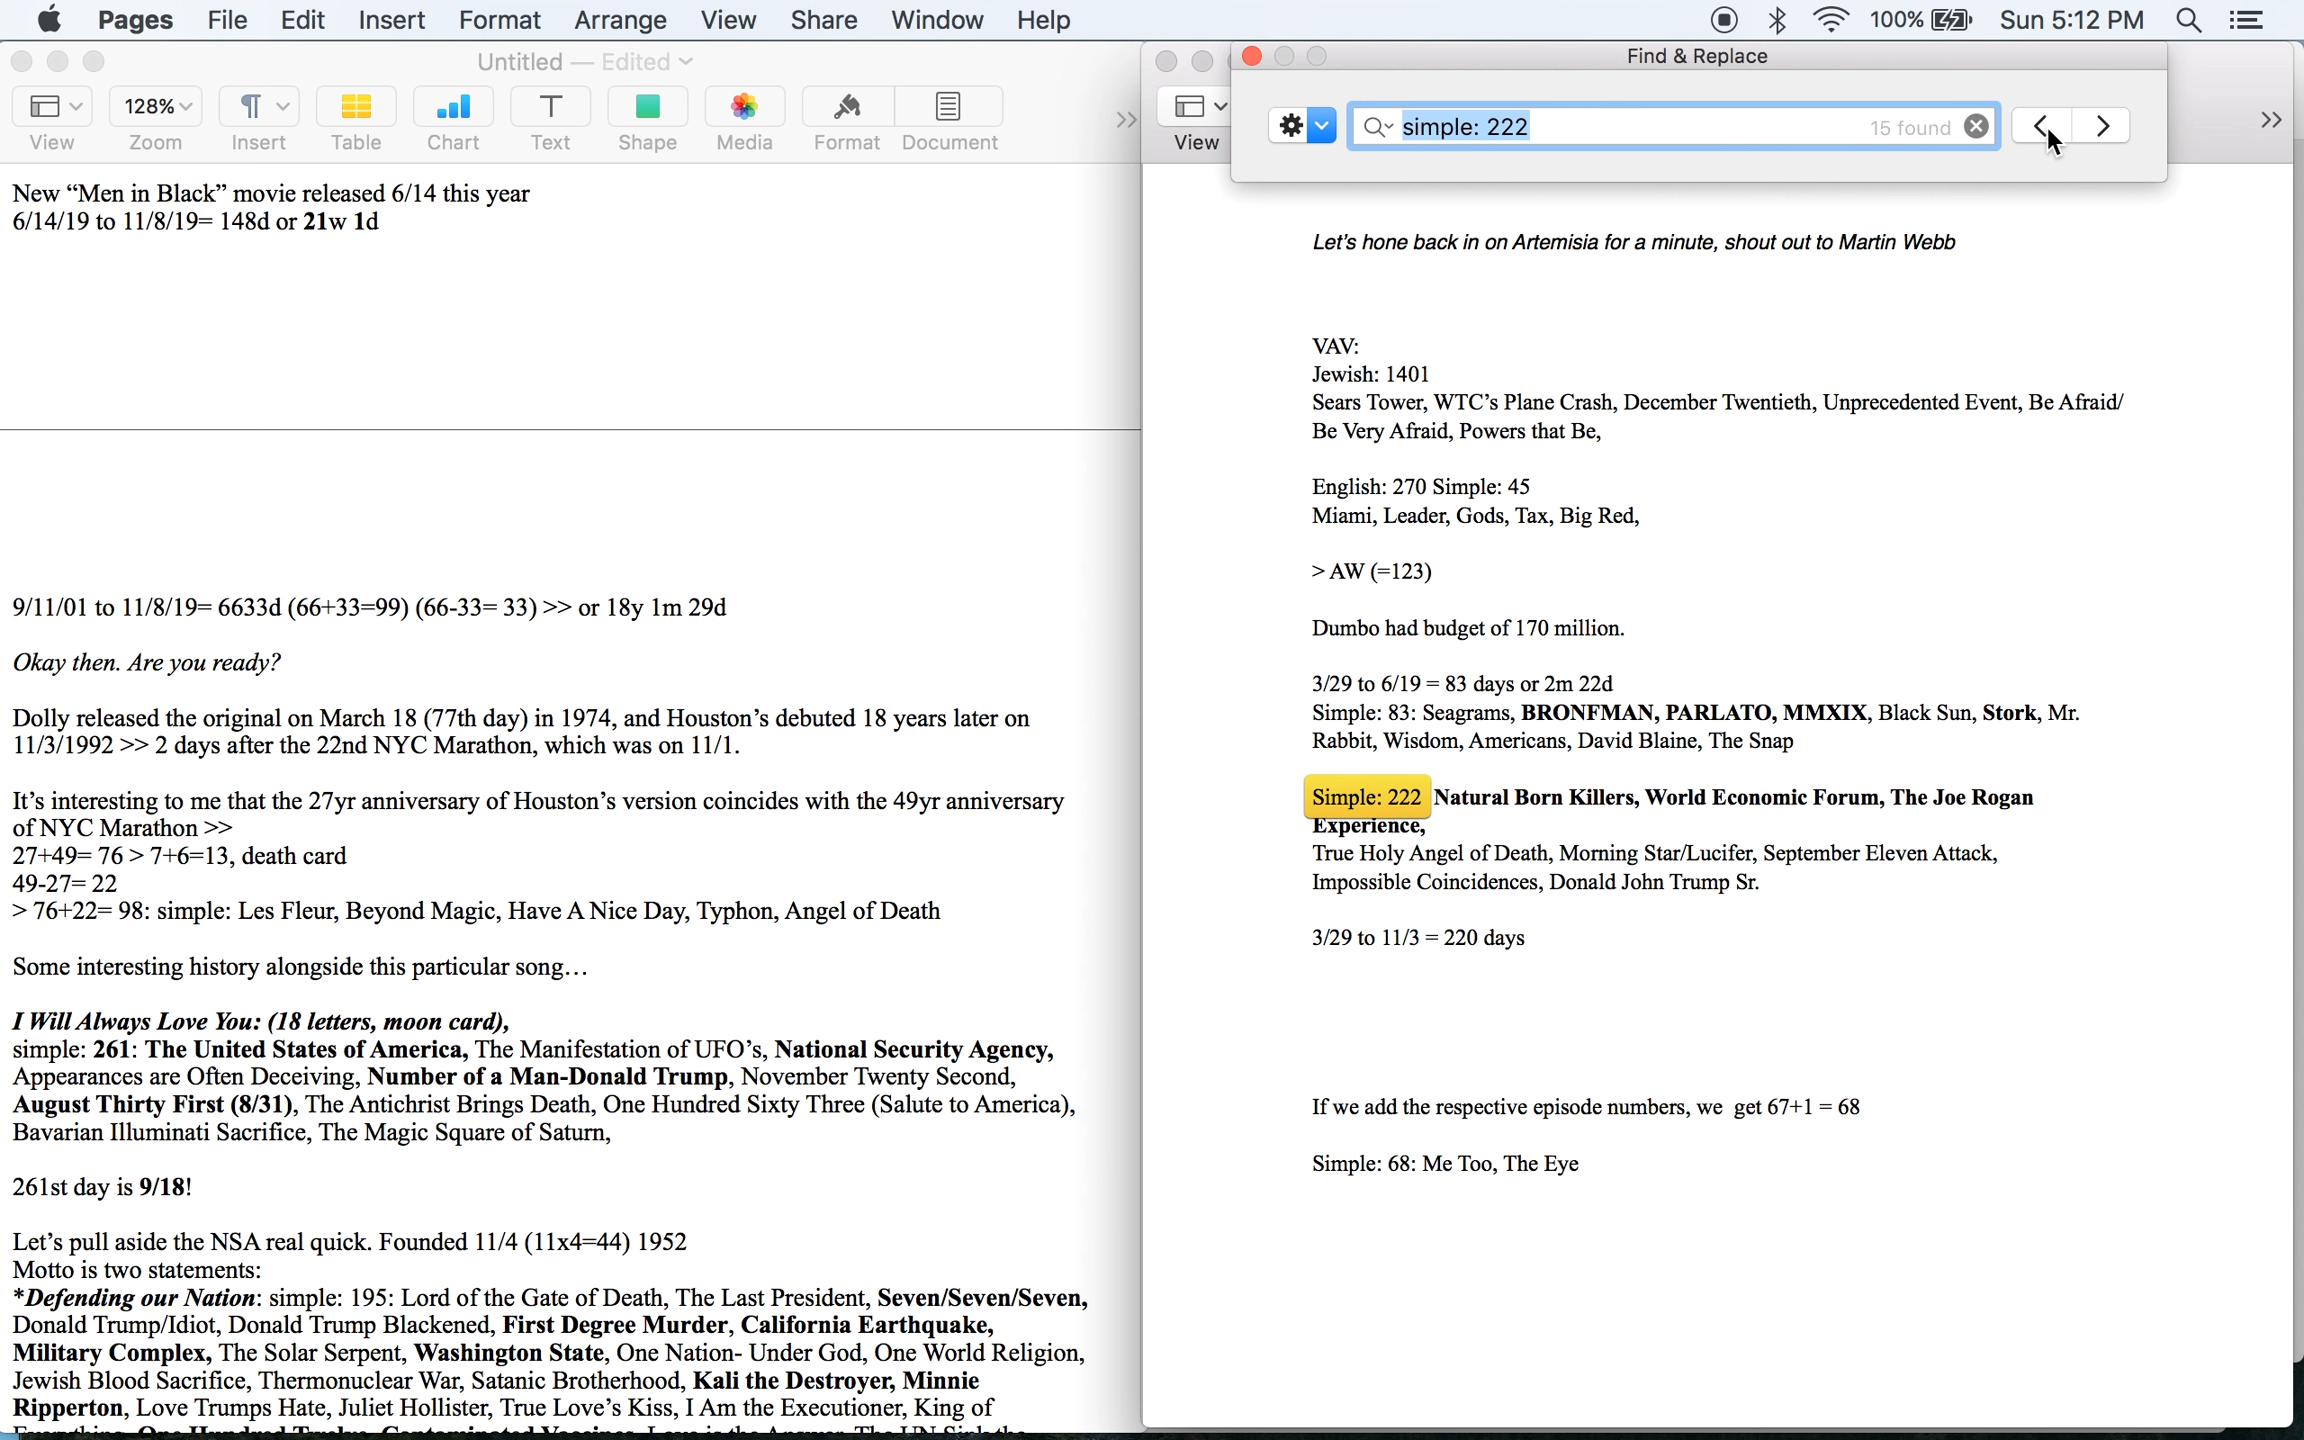 Pages File Edit Insert Format Arrange View Share Window Help 100% Sun 5:12 PM
Untitled — Edited
128%
View Zoom Insert Table Chart Text Shape Media Format Document
New “Men in Black” movie released 6/14 this year
6/14/19 to 11/8/19= 148d or 21w 1d
9/11/01 to 11/8/19= 6633d (66+33=99) (66-33= 33) >> or 18y 1m 29d
Okay then. Are you ready?
Dolly released the original on March 18 (77th day) in 1974, and Houston’s debuted 18 years later on
11/3/1992 >> 2 days after the 22nd NYC Marathon, which was on 11/1.
It’s interesting to me that the 27yr anniversary of Houston’s version coincides with the 49yr anniversary
of NYC Marathon >>
27+49= 76 > 7+6=13, death card
49-27= 22
> 76+22= 98: simple: Les Fleur, Beyond Magic, Have A Nice Day, Typhon, Angel of Death
Some interesting history alongside this particular song…
I Will Always Love You: (18 letters, moon card),
simple: 261: The United States of America, The Manifestation of UFO’s, National Security Agency,
Appearances are Often Deceiving, Number of a Man-Donald Trump, November Twenty Second,
August Thirty First (8/31), The Antichrist Brings Death, One Hundred Sixty Three (Salute to America),
Bavarian Illuminati Sacrifice, The Magic Square of Saturn,
261st day is 9/18!
Let’s pull aside the NSA real quick. Founded 11/4 (11x4=44) 1952
Motto is two statements:
*Defending our Nation: simple: 195: Lord of the Gate of Death, The Last President, Seven/Seven/Seven,
Donald Trump/Idiot, Donald Trump Blackened, First Degree Murder, California Earthquake,
Military Complex, The Solar Serpent, Washington State, One Nation- Under God, One World Religion,
Jewish Blood Sacrifice, Thermonuclear War, Satanic Brotherhood, Kali the Destroyer, Minnie
Ripperton, Love Trumps Hate, Juliet Hollister, True Love’s Kiss, I Am the Executioner, King of
View
Find & Replace
simple: 222 15 found
Let's hone back in on Artemisia for a minute, shout out to Martin Webb
VAV:
Jewish: 1401
Sears Tower, WTC’s Plane Crash, December Twentieth, Unprecedented Event, Be Afraid/
Be Very Afraid, Powers that Be,
English: 270 Simple: 45
Miami, Leader, Gods, Tax, Big Red,
> AW (=123)
Dumbo had budget of 170 million.
3/29 to 6/19 = 83 days or 2m 22d
Simple: 83: Seagrams, BRONFMAN, PARLATO, MMXIX, Black Sun, Stork, Mr.
Rabbit, Wisdom, Americans, David Blaine, The Snap
Simple: 222 Natural Born Killers, World Economic Forum, The Joe Rogan
Experience,
True Holy Angel of Death, Morning Star/Lucifer, September Eleven Attack,
Impossible Coincidences, Donald John Trump Sr.
3/29 to 11/3 = 220 days
If we add the respective episode numbers, we get 67+1 = 68
Simple: 68: Me Too, The Eye